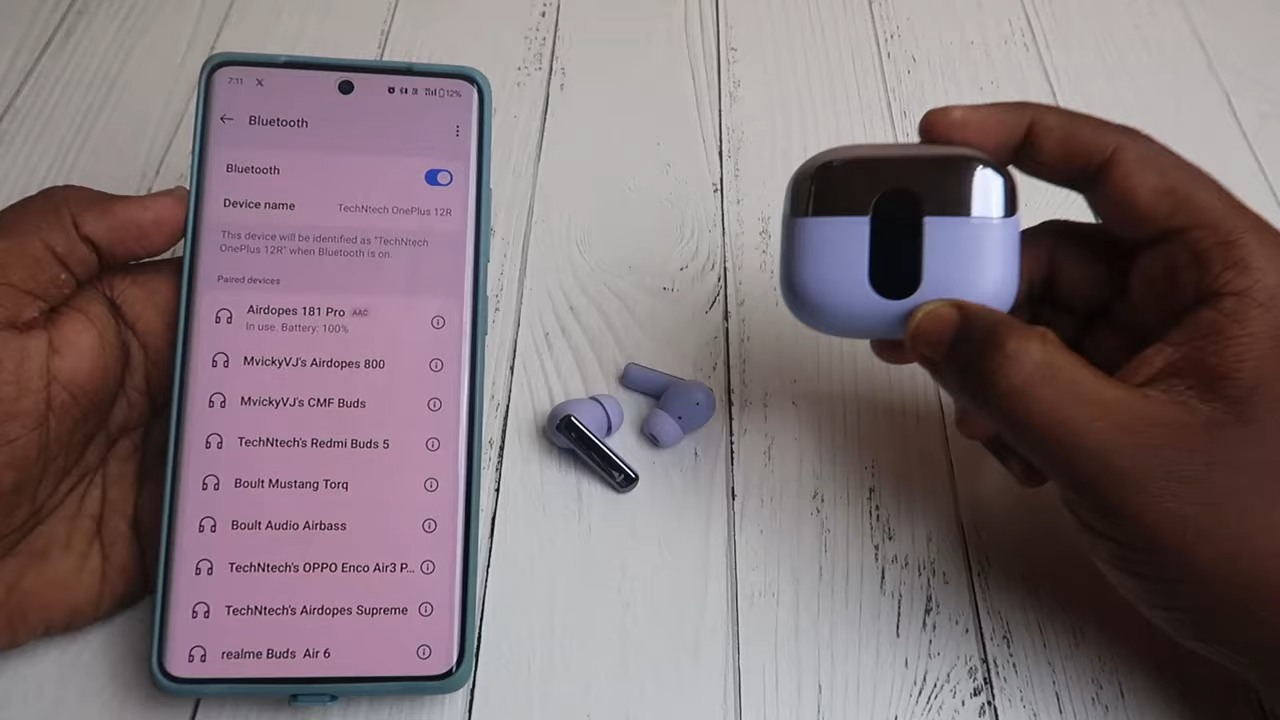 7:11 12%
Bluetooth
Bluetooth
Device name TechNtech OnePlus 12R
This device will be identified as "TechNtech
OnePlus 12R" when Bluetooth is on.
Paired devices
Airdopes 181 Pro AAC
In use. Battery: 100%
MvickyVJ's Airdopes 800
MvickyVJ's CMF Buds
TechNtech's Redmi Buds 5
Boult Mustang Torq
Boult Audio Airbass
TechNtech's OPPO Enco Air3 P...
TechNtech's Airdopes Supreme
realme Buds Air 6